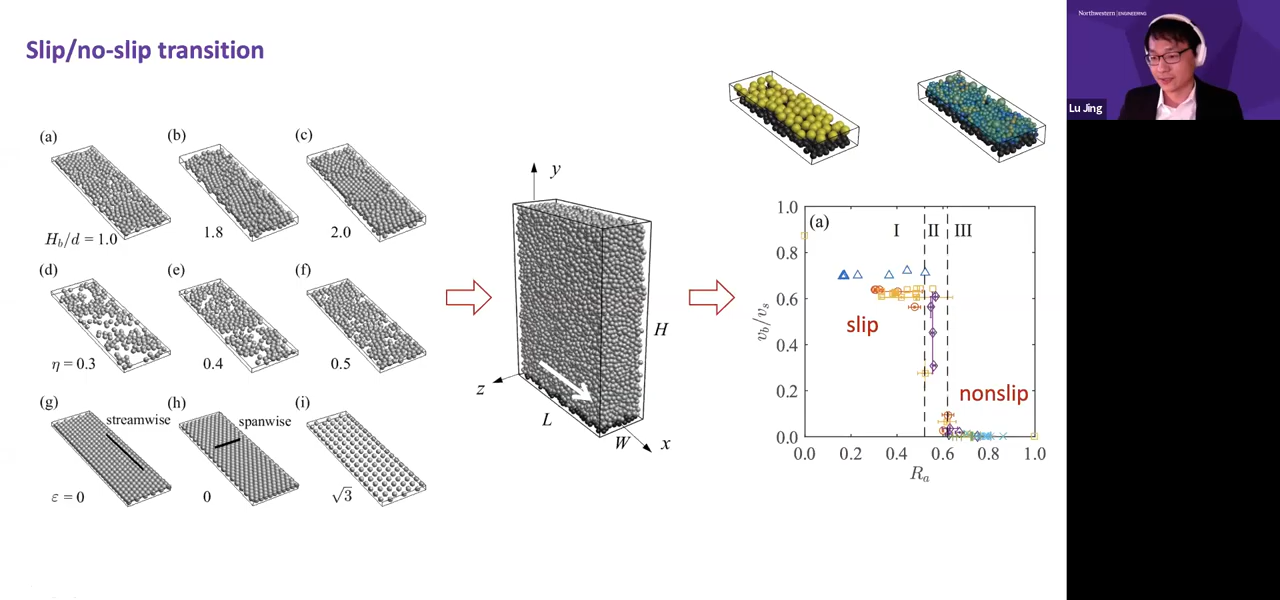 Slip/no-slip transition
Northwestern | ENGINEERING
Lu Jing
(a)
(b)
(c)
H_b/d = 1.0
1.8
2.0
(d)
(e)
(f)
η = 0.3
0.4
0.5
(g)
streamwise
(h)
spanwise
(i)
ε = 0
0
√3
y
H
z
L
W
x
(a)
I
II
III
1.0
0.8
0.6
0.4
0.2
0.0
v_b/v_s
slip
nonslip
0.0 0.2 0.4 0.6 0.8 1.0
R_a